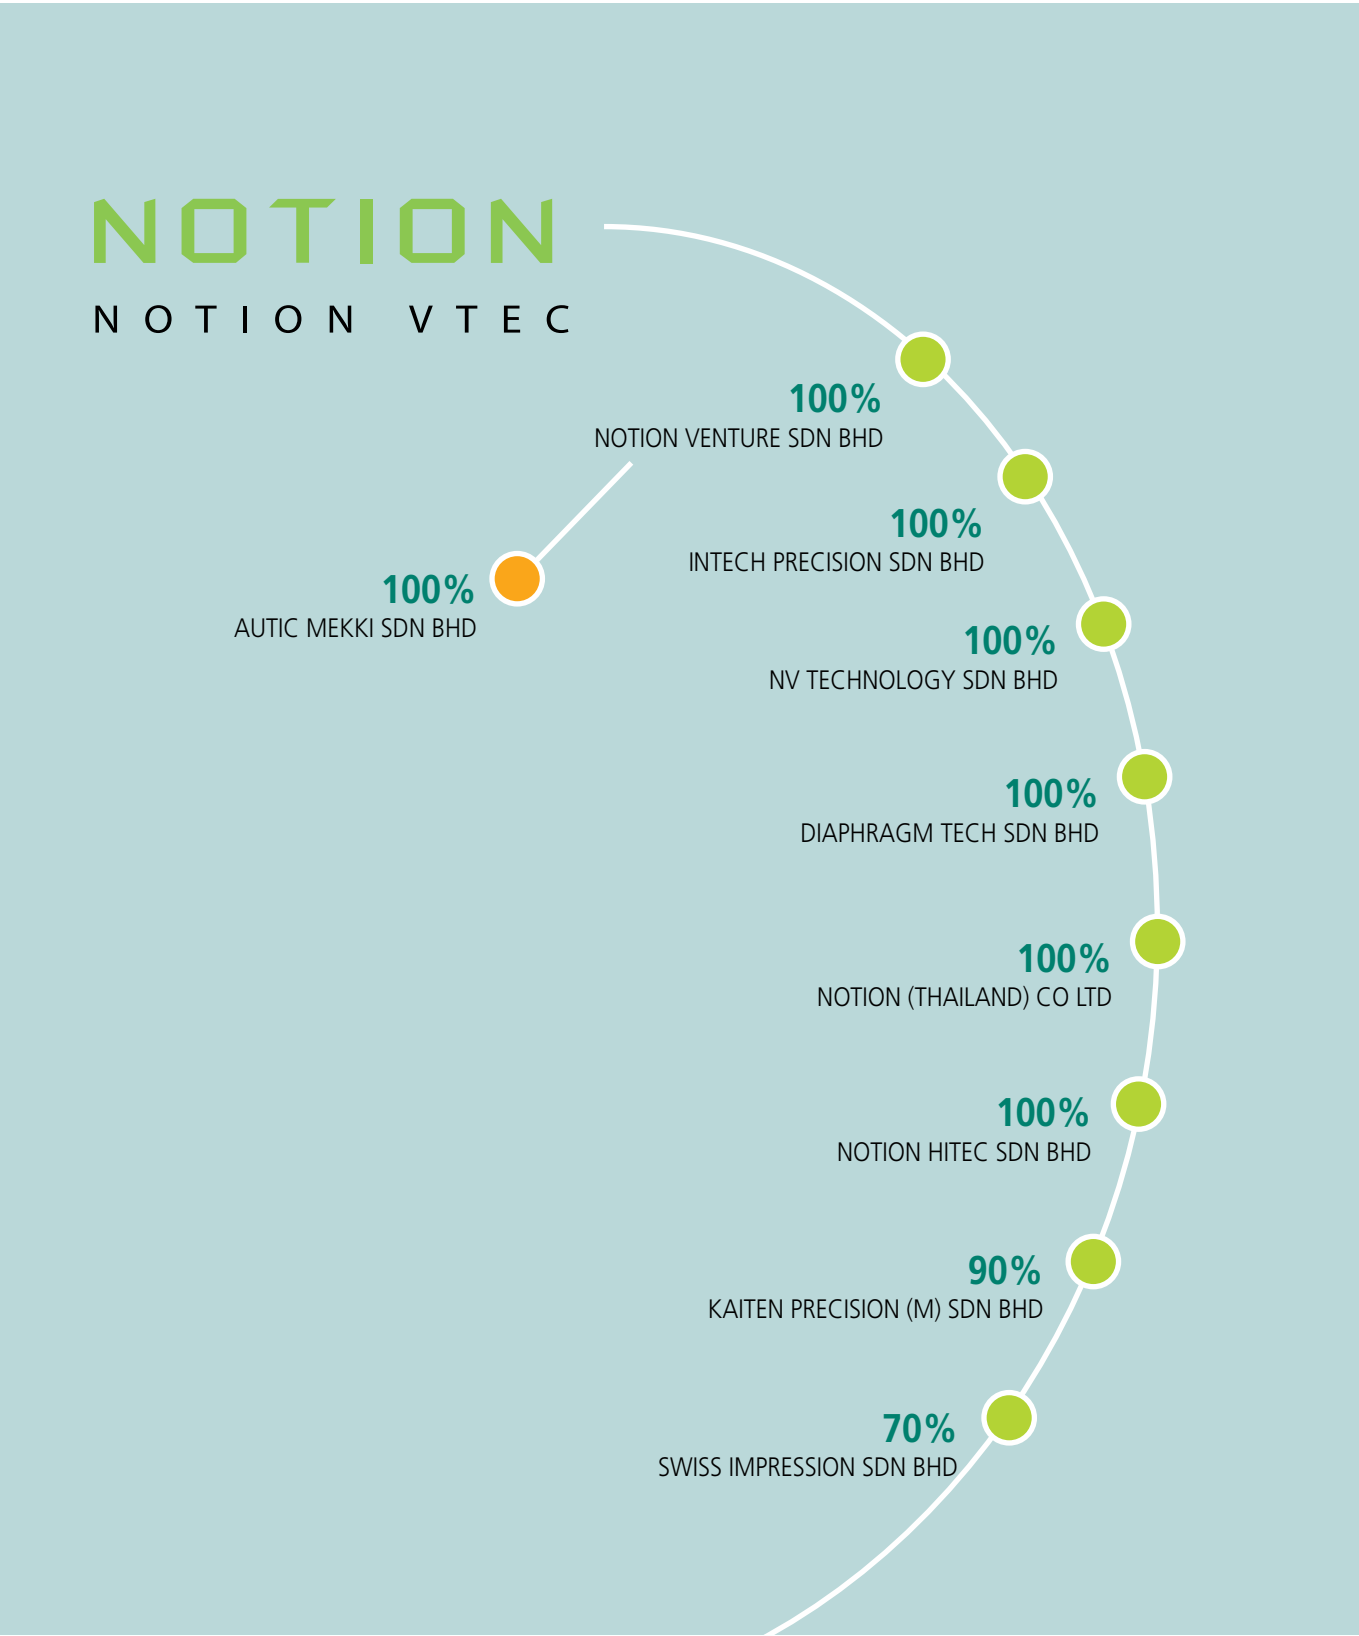 NOTION
NOTION VTEC
100%
NOTION VENTURE SDN BHD
100%
AUTIC MEKKI SDN BHD
100%
INTECH PRECISION SDN BHD
100%
NV TECHNOLOGY SDN BHD
100%
DIAPHRAGM TECH SDN BHD
100%
NOTION (THAILAND) CO LTD
100%
NOTION HITEC SDN BHD
90%
KAITEN PRECISION (M) SDN BHD
70%
SWISS IMPRESSION SDN BHD